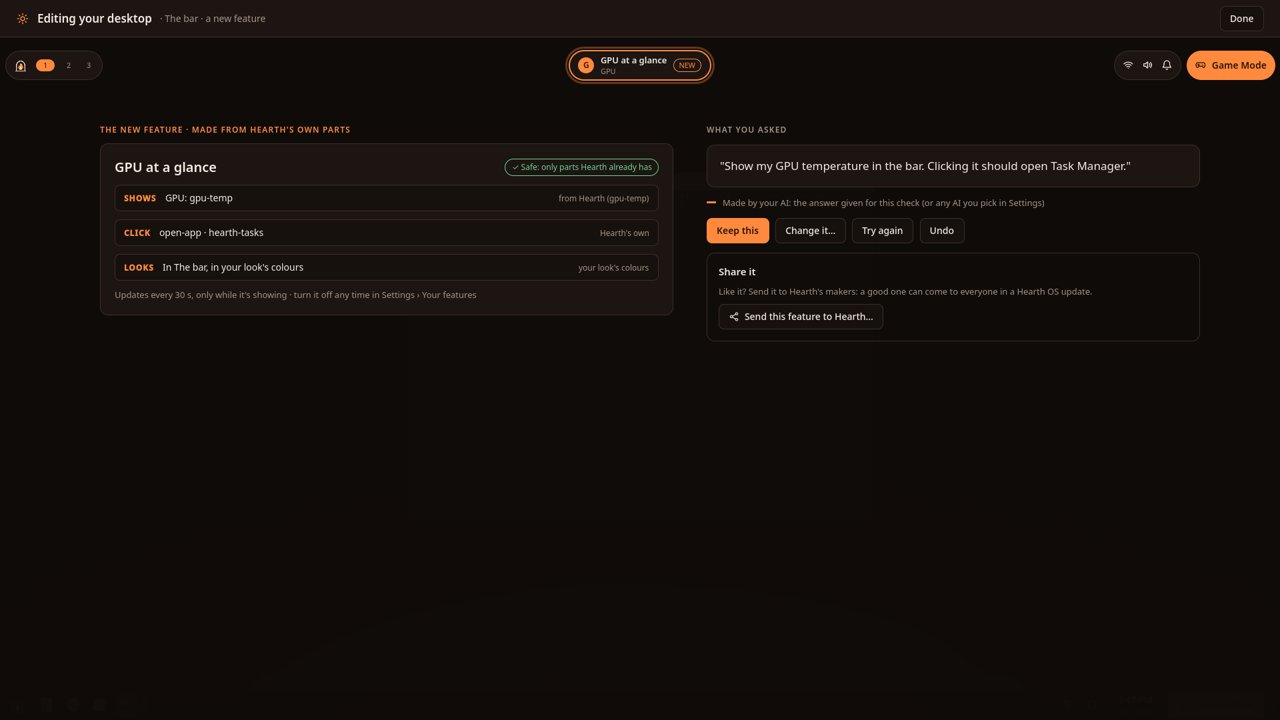 Editing your desktop · The bar · a new feature
Done
1 2 3
G GPU at a glance NEW
GPU
Game Mode
THE NEW FEATURE · MADE FROM HEARTH'S OWN PARTS
GPU at a glance
✓ Safe: only parts Hearth already has
SHOWS GPU: gpu-temp from Hearth (gpu-temp)
CLICK open-app · hearth-tasks Hearth's own
LOOKS In The bar, in your look's colours your look's colours
Updates every 30 s, only while it's showing · turn it off any time in Settings › Your features
WHAT YOU ASKED
"Show my GPU temperature in the bar. Clicking it should open Task Manager."
Made by your AI: the answer given for this check (or any AI you pick in Settings)
Keep this Change it... Try again Undo
Share it
Like it? Send it to Hearth's makers: a good one can come to everyone in a Hearth OS update.
Send this feature to Hearth...